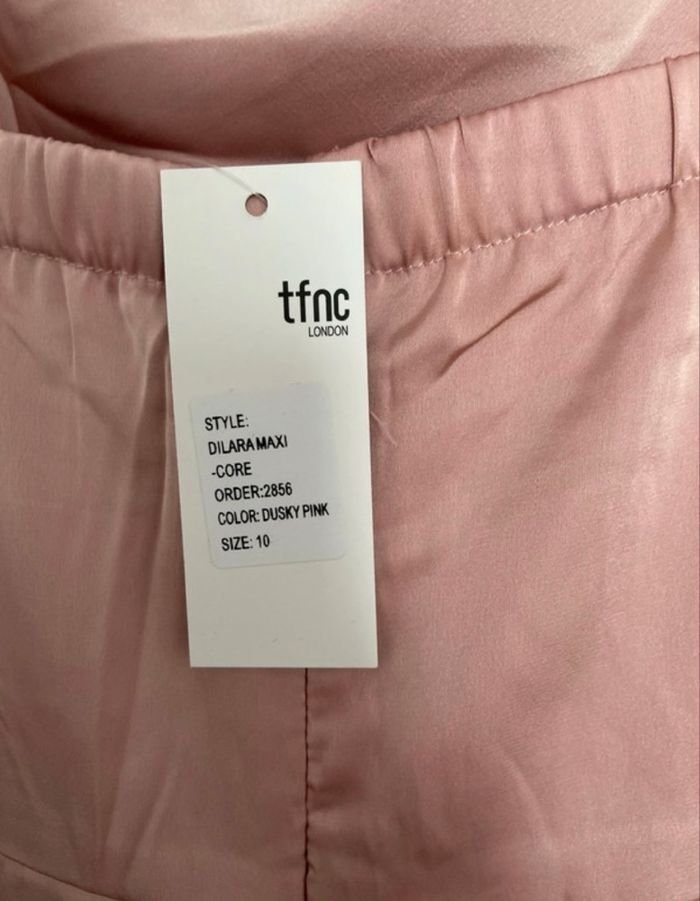 tfnc
LONDON
STYLE:
DILARA MAXI
-CORE
ORDER:2856
COLOR: DUSKY PINK
SIZE: 10